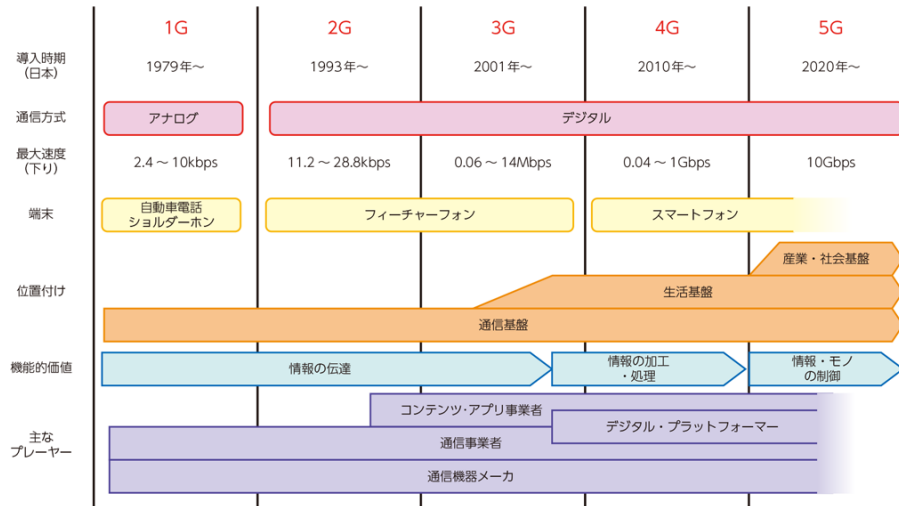 1G
2G
3G
4G
5G
導入時期
（日本）
1979年～
1993年～
2001年～
2010年～
2020年～
通信方式
アナログ
デジタル
最大速度
（下り）
2.4 ～ 10kbps
11.2 ～ 28.8kbps
0.06 ～ 14Mbps
0.04 ～ 1Gbps
10Gbps
端末
自動車電話
ショルダーホン
フィーチャーフォン
スマートフォン
位置付け
産業・社会基盤
生活基盤
通信基盤
機能的価値
情報の伝達
情報の加工
・処理
情報・モノ
の制御
主な
プレーヤー
コンテンツ・アプリ事業者
デジタル・プラットフォーマー
通信事業者
通信機器メーカ